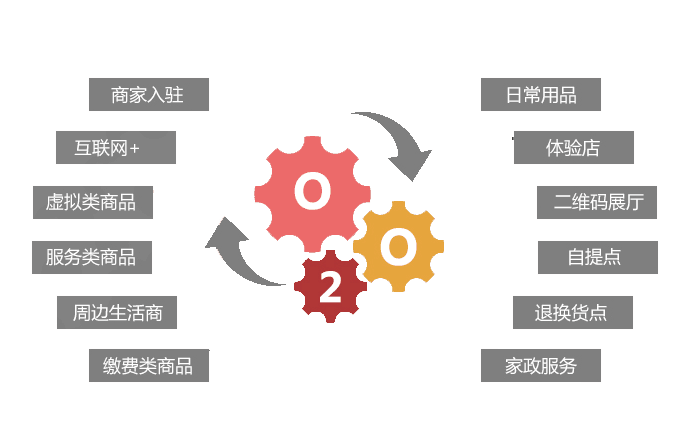 商家入驻
互联网+
虚拟类商品
服务类商品
周边生活商
缴费类商品
O
2
O
日常用品
体验店
二维码展厅
自提点
退换货点
家政服务